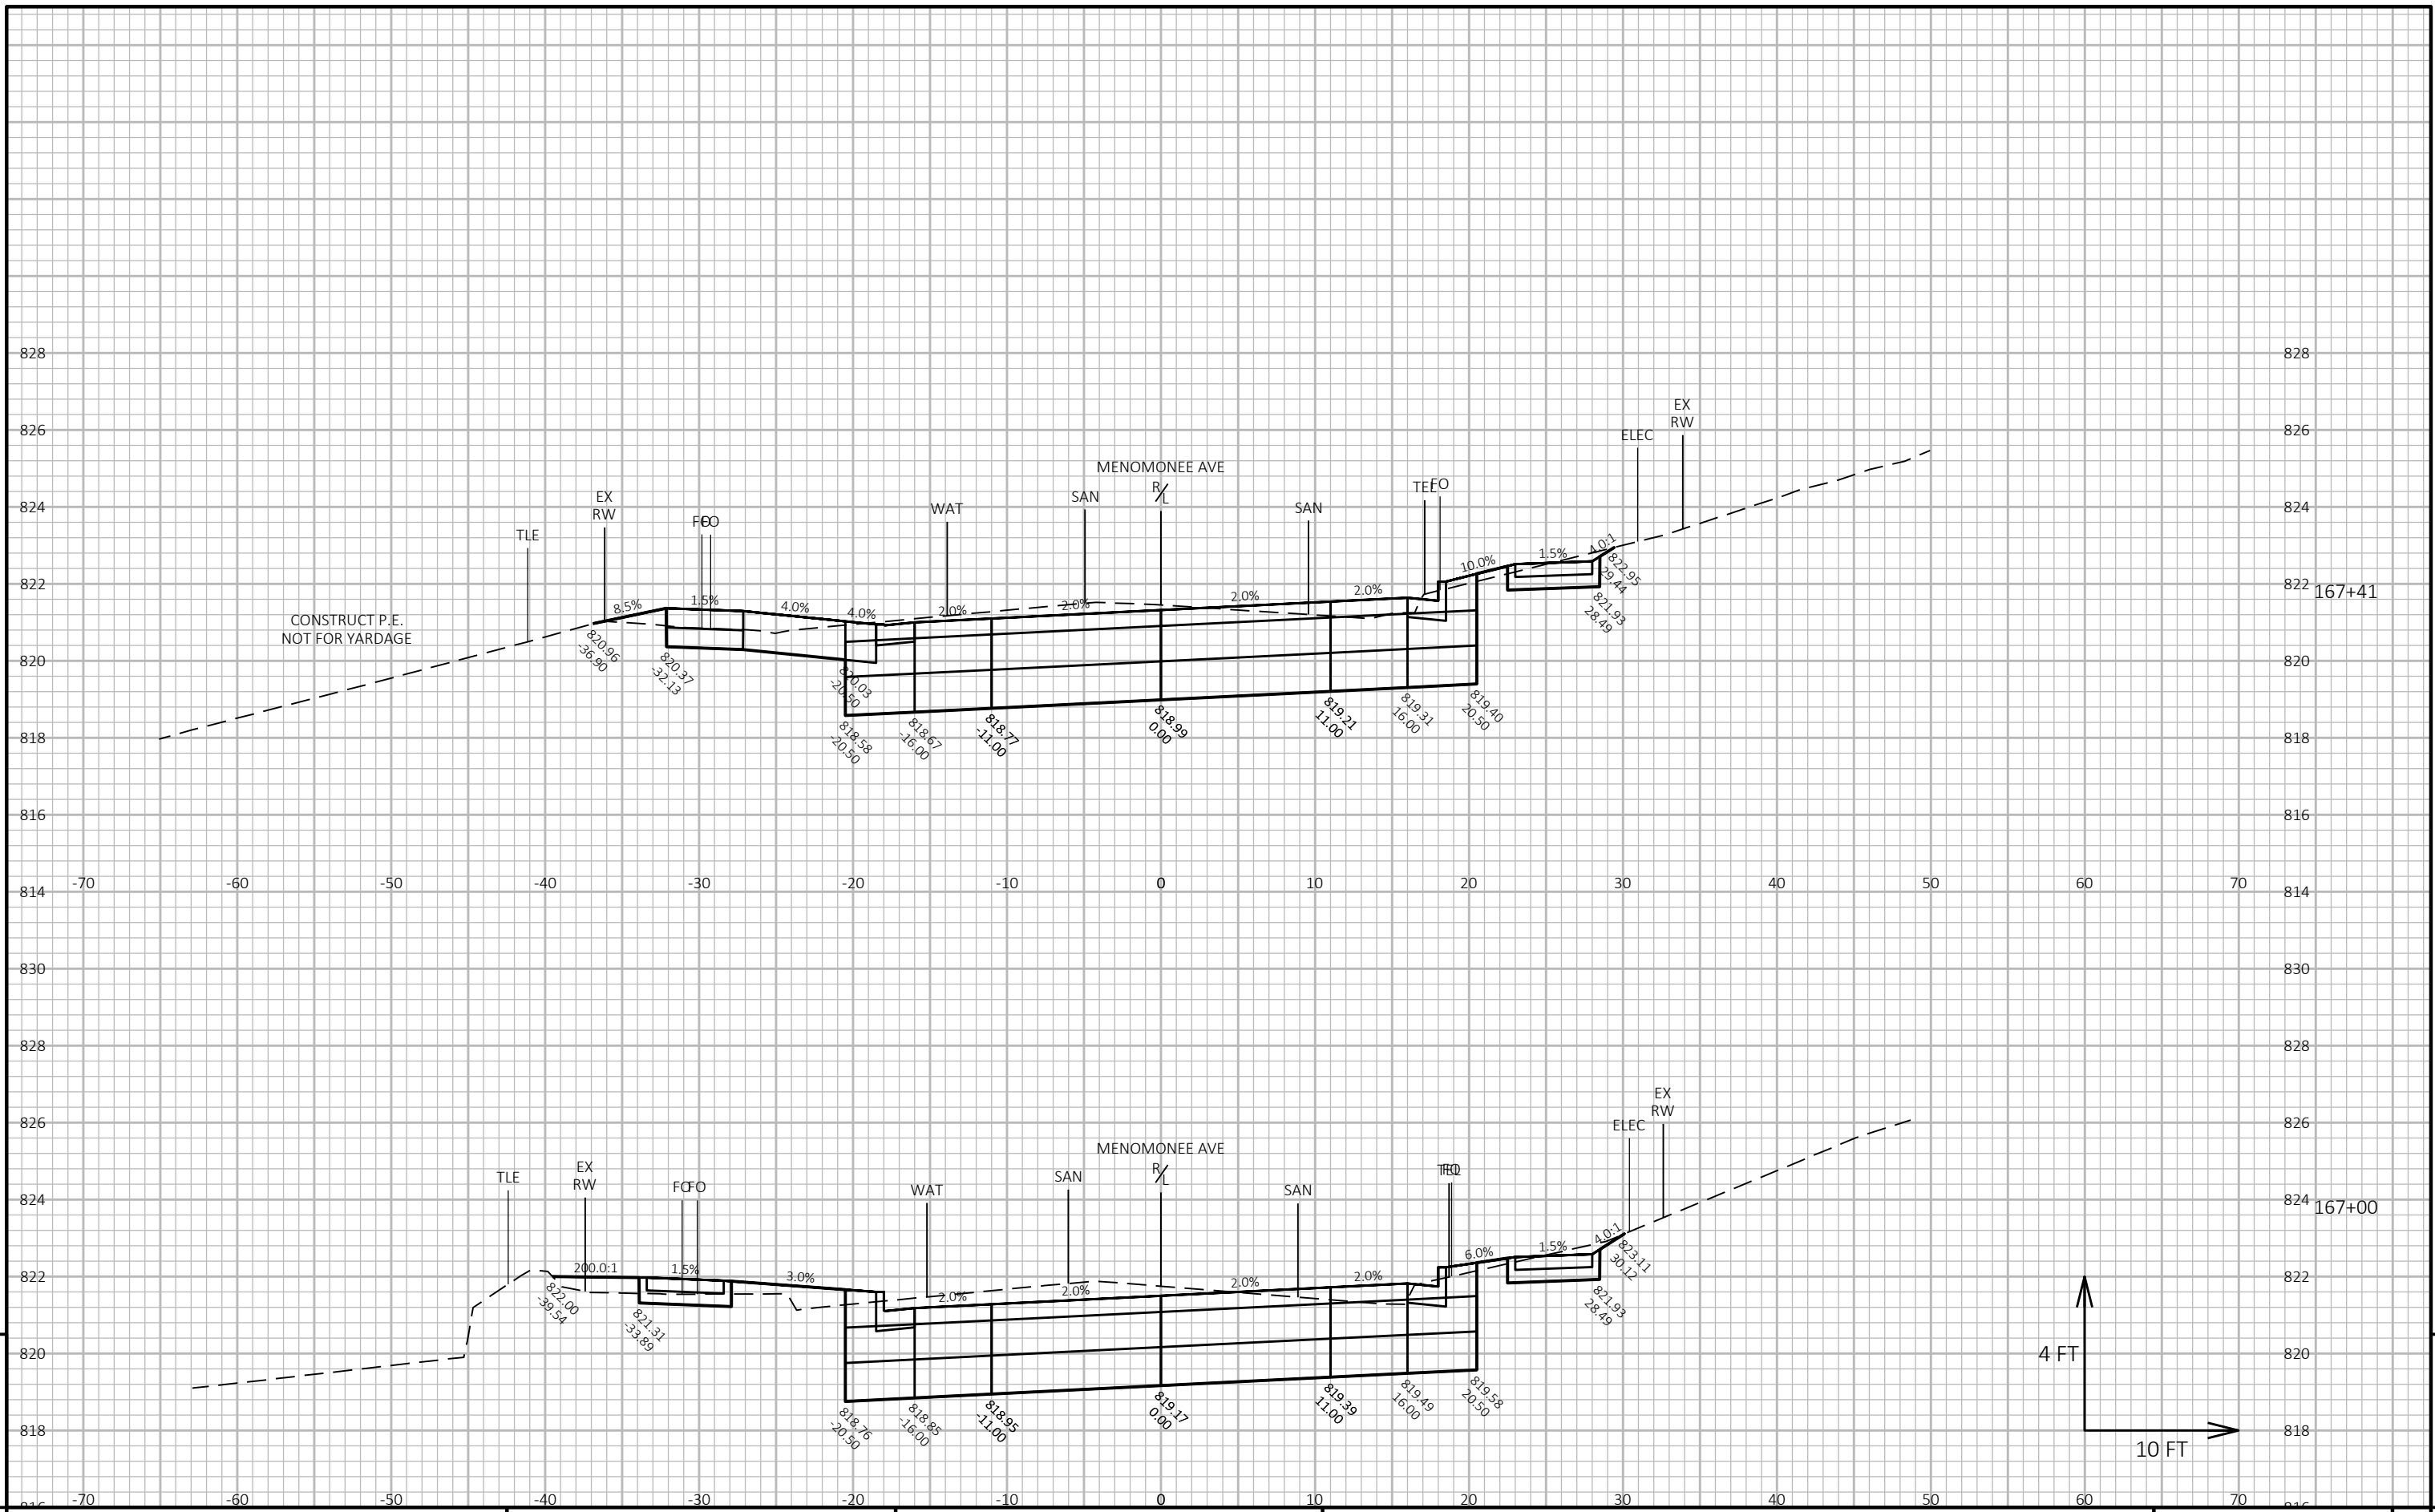 828 828
EX
RW
826 826
ELEC
MENOMONEE AVE
R/L
EX
RW
SAN
TEL FO
824 824
WAT
SAN
FO FO
TLE
4.0:1
10.0% 1.5%
822.95
29.44
822 822
167+41
8.5% 1.5% 4.0% 4.0% 2.0% 2.0% 2.0% 2.0%
821.93
28.49
CONSTRUCT P.E.
NOT FOR YARDAGE
820.96
-36.90
820 820
820.37
-32.13
820.03
-20.50
818.58
-20.50
818.67
-16.00
818.77
-11.00
818.99
0.00
819.21
11.00
819.31
16.00
819.40
20.50
818 818
816 816
-70 -60 -50 -40 -30 -20 -10 0 10 20 30 40 50 60 70
814 814
830 830
828 828
EX
RW
826 826
ELEC
MENOMONEE AVE
R/L
EX
RW
TLE
FO FO
WAT
SAN
SAN
TEL FO
824 824
167+00
4.0:1
6.0% 1.5%
823.11
30.12
822 822
200.0:1 1.5% 3.0% 2.0% 2.0% 2.0% 2.0%
822.00
-39.54
821.31
-33.89
821.93
28.49
820 820
4 FT
818.76
-20.50
818.85
-16.00
818.95
-11.00
819.17
0.00
819.39
11.00
819.49
16.00
819.58
20.50
818 818
10 FT
-70 -60 -50 -40 -30 -20 -10 0 10 20 30 40 50 60 70
816 816